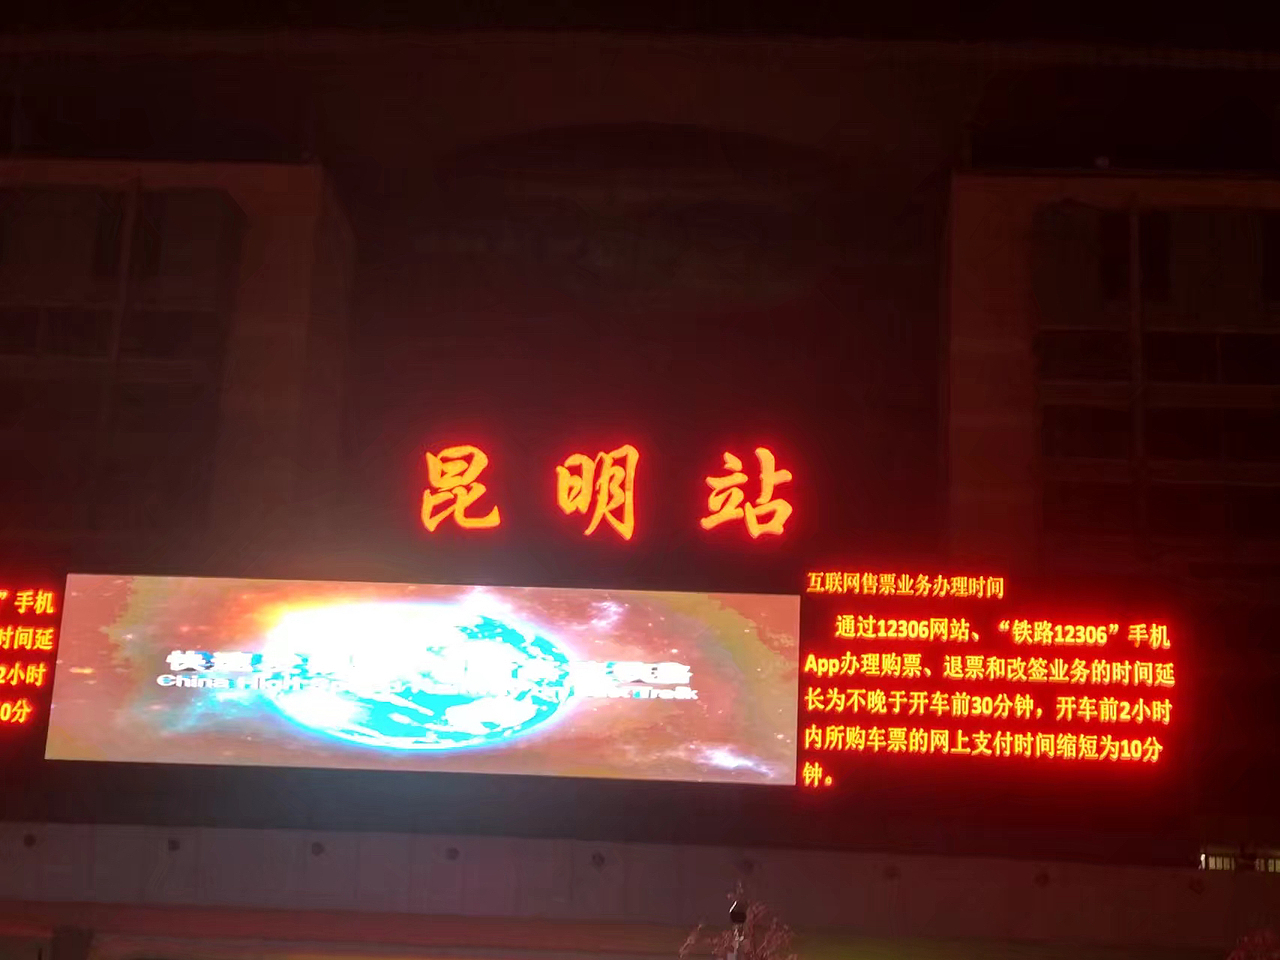 昆明站
” 手机
时间延
2小时
0分
China High
Track
互联网售票业务办理时间
通过12306网站、“铁路12306”手机
App办理购票、退票和改签业务的时间延
长为不晚于开车前30分钟，开车前2小时
内所购车票的网上支付时间缩短为10分
钟。